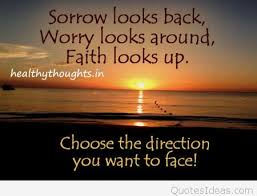 Sorrow looks back,
Worry looks around,
Faith looks up.
healthythoughts.in
Choose the direction
you want to face!
QuotesIdeas.com